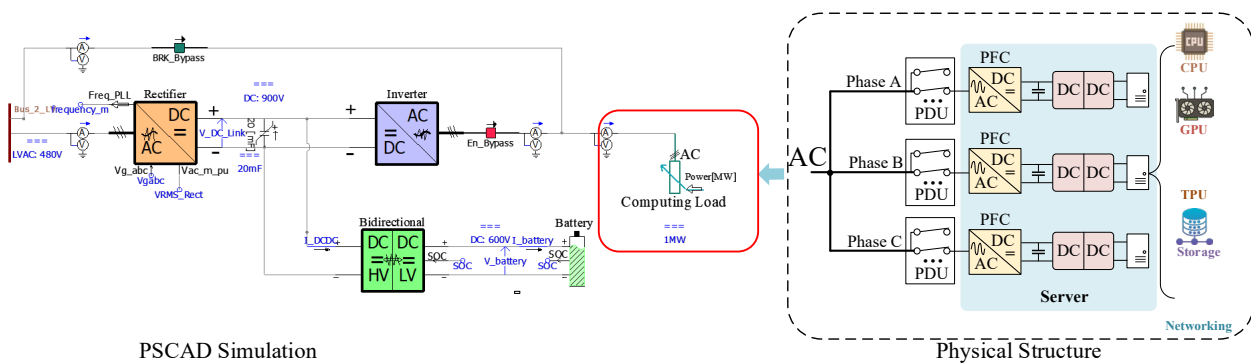 A
V
BRK_Bypass
Freq_PLL
Rectifier
===
DC: 900V
Inverter
Bus_2_L
Frequency_m
A
V
DC
=
AC
+
V_DC_Link
-
===
20mF
+
-
AC
=
DC
En_Bypass
A
V
A
V
===
LVAC: 480V
Vg_abc
Vgabc
Vac_m_pu
VRMS_Rect
AC
Power[MW]
Computing Load
===
1MW
Bidirectional
I_DCDC
+
-
DC
DC
HV
LV
===
DC: 600V
I_battery
V_battery
+
-
SOC
SOC
Battery
+
-
SOC
SOC
PSCAD Simulation
AC
Phase A
PDU
PFC
DC
=
AC
DC
DC
Phase B
PDU
PFC
DC
=
AC
DC
DC
Phase C
PDU
PFC
DC
=
AC
DC
DC
Server
CPU
CPU
GPU
TPU
Storage
Networking
Physical Structure